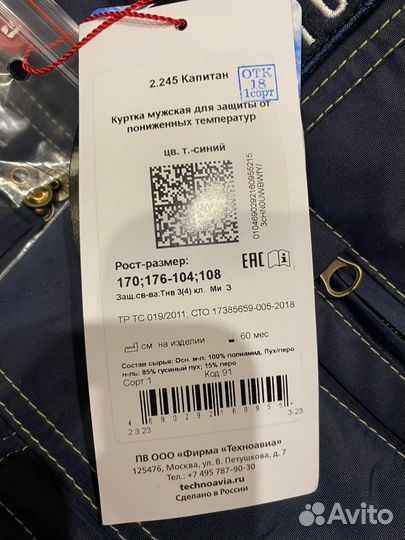 2.245 Капитан
ОТК
18
1сорт
Куртка мужская для защиты от
пониженных температур
цв. т.-синий
Рост-размер:
170;176-104;108
EAC
Защ.св-ва:Тнв 3(4) кл. Ми З
ТР ТС 019/2011, СТО 17385659-005-2018
см на изделии
60 мес
Состав сырья: Осн. м-л: 100% полиамид, Пух/перо
н-ль: 85% гусиный пух; 15% перо
Сорт 1
Код 91
2.3.23
3-23
ПВ ООО «Фирма «Техноавиа»
125476, Москва, ул. В. Петушкова, д. 7
Тел.: +7 495 787-90-30
technoavia.ru
Сделано в России
Avito